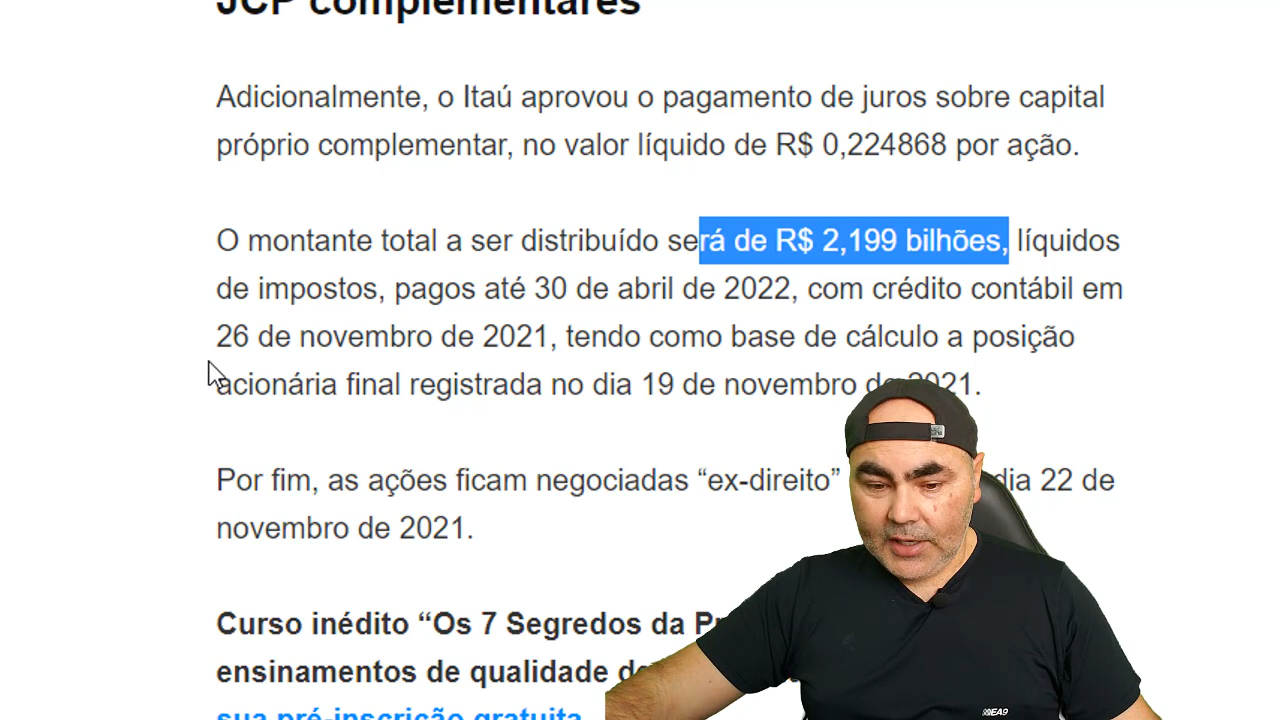 JCP complementares
Adicionalmente, o Itaú aprovou o pagamento de juros sobre capital
próprio complementar, no valor líquido de R$ 0,224868 por ação.
O montante total a ser distribuído será de R$ 2,199 bilhões, líquidos
de impostos, pagos até 30 de abril de 2022, com crédito contábil em
26 de novembro de 2021, tendo como base de cálculo a posição
acionária final registrada no dia 19 de novembro de 2021.
Por fim, as ações ficam negociadas “ex-direito” dia 22 de
novembro de 2021.
Curso inédito “Os 7 Segredos da
ensinamentos de qualidade
sua pré-inscrição gratuita
EA9